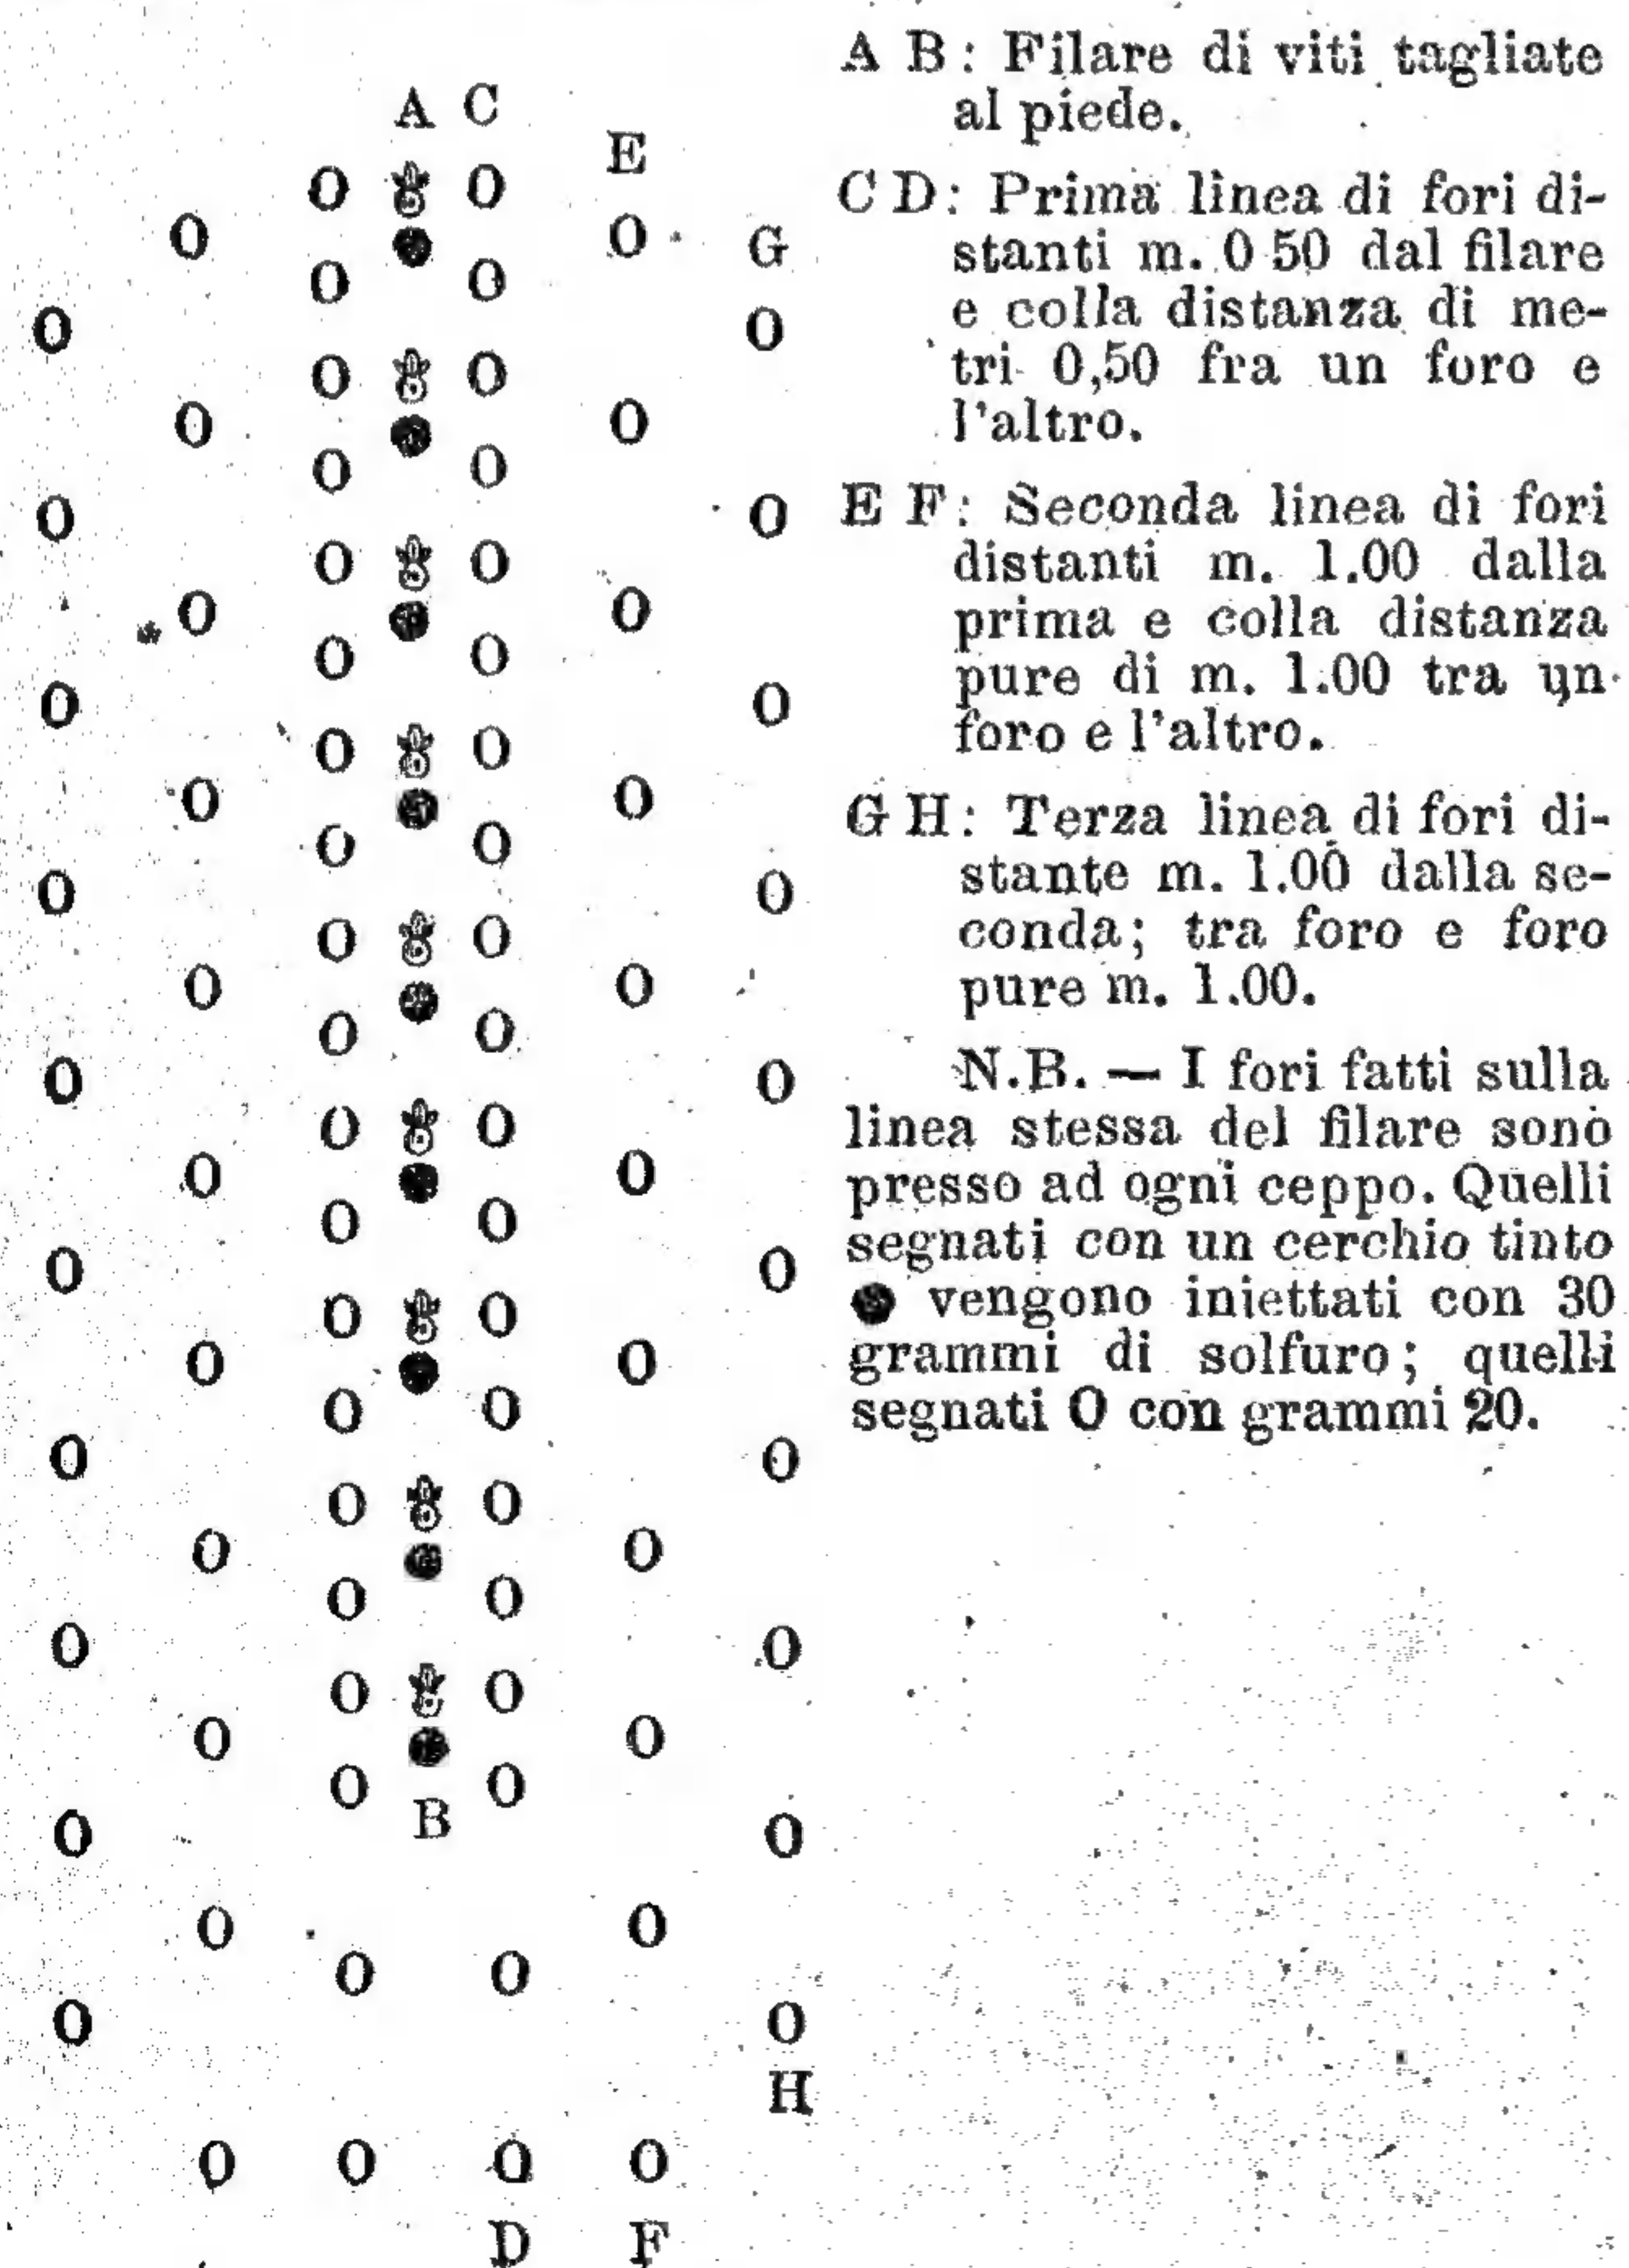 A C
E
G
B
H
D F
A B: Filare di viti tagliate
al piede.
C D: Prima linea di fori di-
stanti m. 0 50 dal filare
e colla distanza di me-
tri 0,50 fra un foro e
l'altro.
E F: Seconda linea di fori
distanti m. 1.00 dalla
prima e colla distanza
pure di m. 1.00 tra un
foro e l'altro.
G H: Terza linea di fori di-
stante m. 1.00 dalla se-
conda; tra foro e foro
pure m. 1.00.
N.B. — I fori fatti sulla
linea stessa del filare sono
presso ad ogni ceppo. Quelli
segnati con un cerchio tinto
● vengono iniettati con 30
grammi di solfuro; quelli
segnati O con grammi 20.